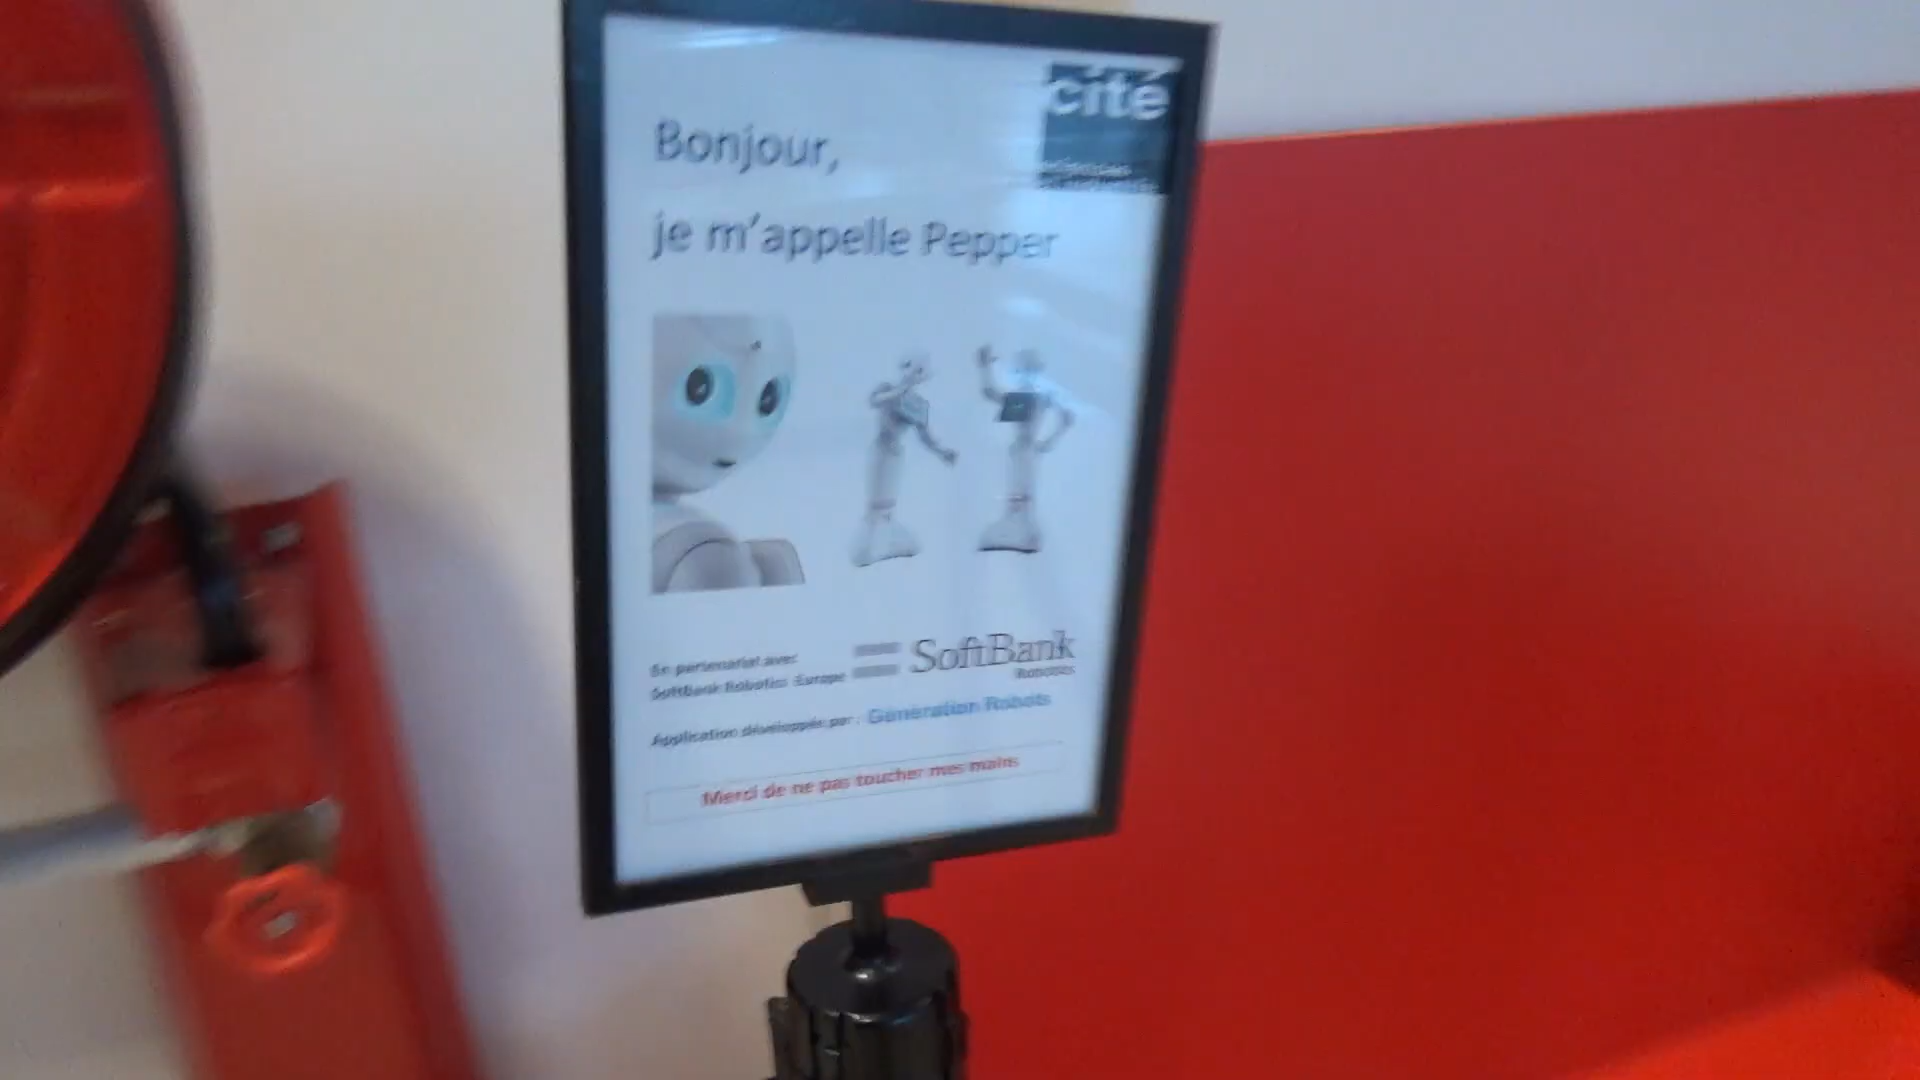 cité
Bonjour,
je m'appelle Pepper
En partenariat avec
SoftBank Robotics Europe
SoftBank
Robotics
Application développée par : Génération Robots
Merci de ne pas toucher mes mains